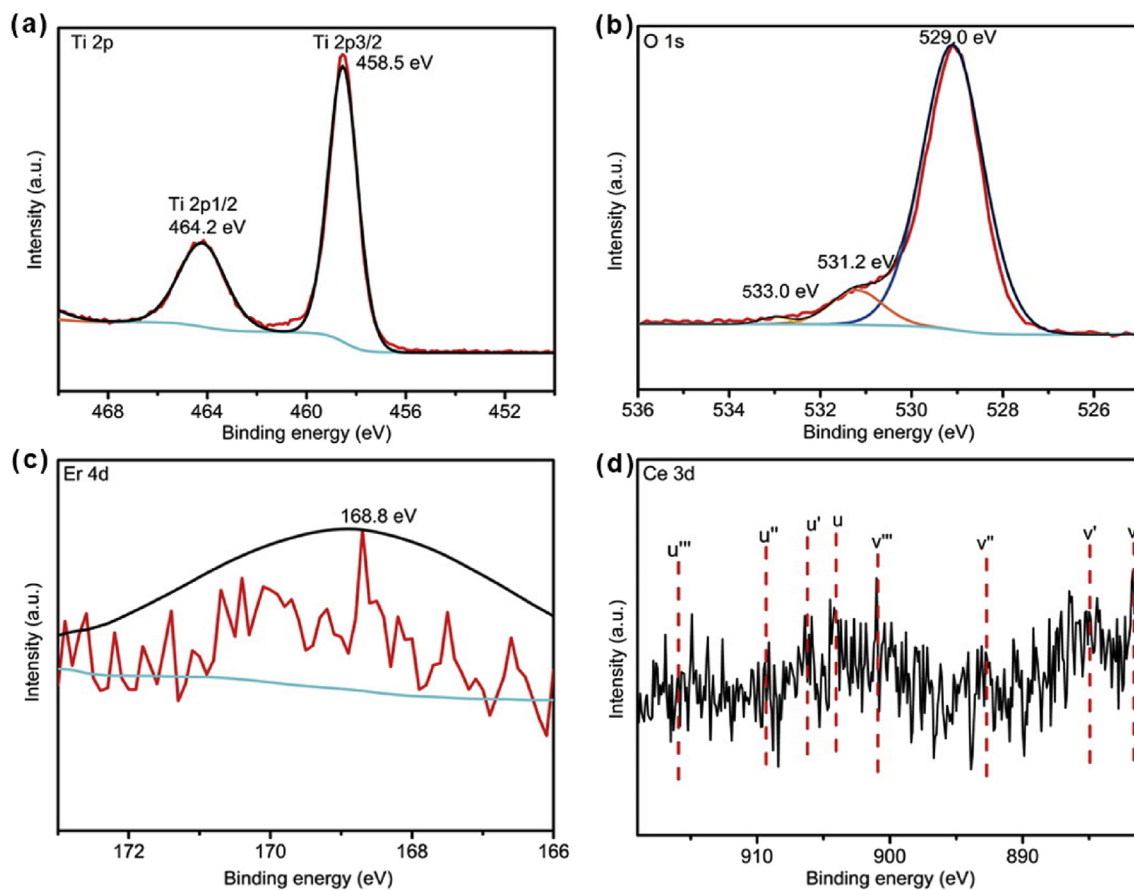 (a)
Ti 2p
Ti 2p3/2
458.5 eV
Ti 2p1/2
464.2 eV
Intensity (a.u.)
468 464 460 456 452
Binding energy (eV)
(b)
O 1s
529.0 eV
531.2 eV
533.0 eV
Intensity (a.u.)
536 534 532 530 528 526
Binding energy (eV)
(c)
Er 4d
168.8 eV
Intensity (a.u.)
172 170 168 166
Binding energy (eV)
(d)
Ce 3d
u''' u'' u' u v''' v'' v' v
Intensity (a.u.)
910 900 890
Binding energy (eV)